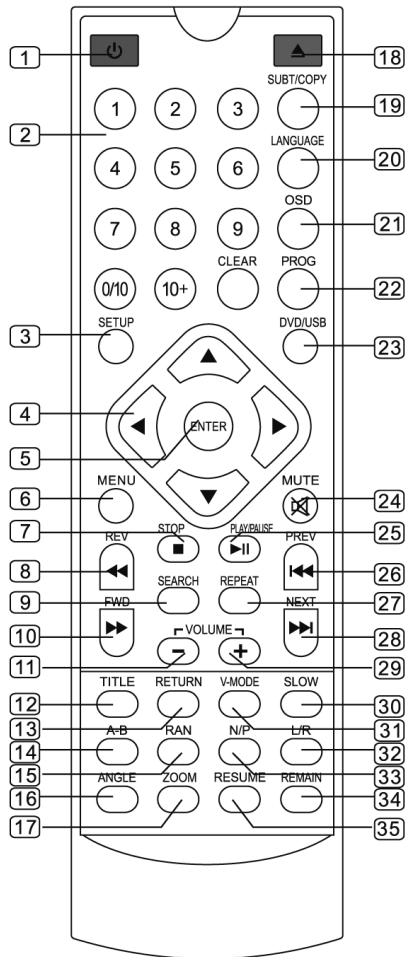 1 18
SUBT/COPY
2 1 2 3 19
LANGUAGE
4 5 6 20
OSD
7 8 9 21
CLEAR PROG
0/10 10+ 22
SETUP DVD/USB
3 23
4
ENTER
5
MENU MUTE
6 24
7 STOP PLAY/PAUSE 25
REV PREV
8 26
SEARCH REPEAT
9 27
FWD NEXT
10 28
VOLUME
11 − + 29
TITLE RETURN V-MODE SLOW
12 30
13 31
A-B RAN N/P L/R
14 32
15 33
ANGLE ZOOM RESUME REMAIN
16 34
17 35